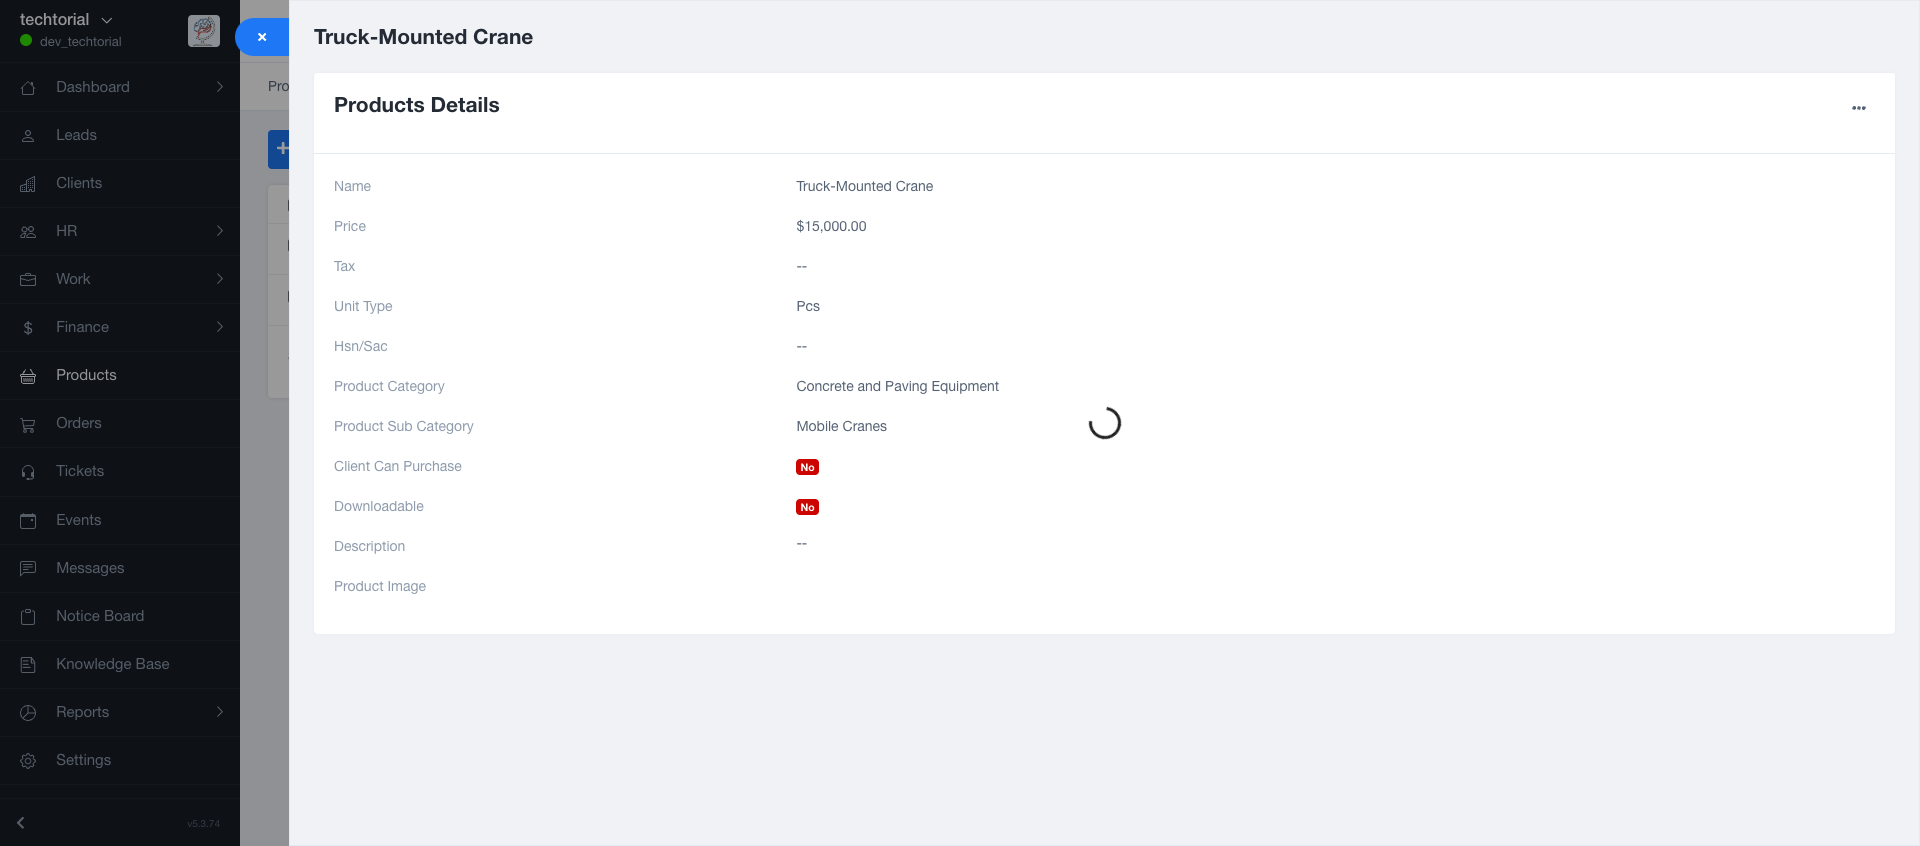 techtorial
dev_techtorial
Dashboard
Leads
Clients
HR
Work
Finance
Products
Orders
Tickets
Events
Messages
Notice Board
Knowledge Base
Reports
Settings
v5.3.74
Pro
Truck-Mounted Crane
Products Details
Name Truck-Mounted Crane
Price $15,000.00
Tax --
Unit Type Pcs
Hsn/Sac --
Product Category Concrete and Paving Equipment
Product Sub Category Mobile Cranes
Client Can Purchase No
Downloadable No
Description --
Product Image